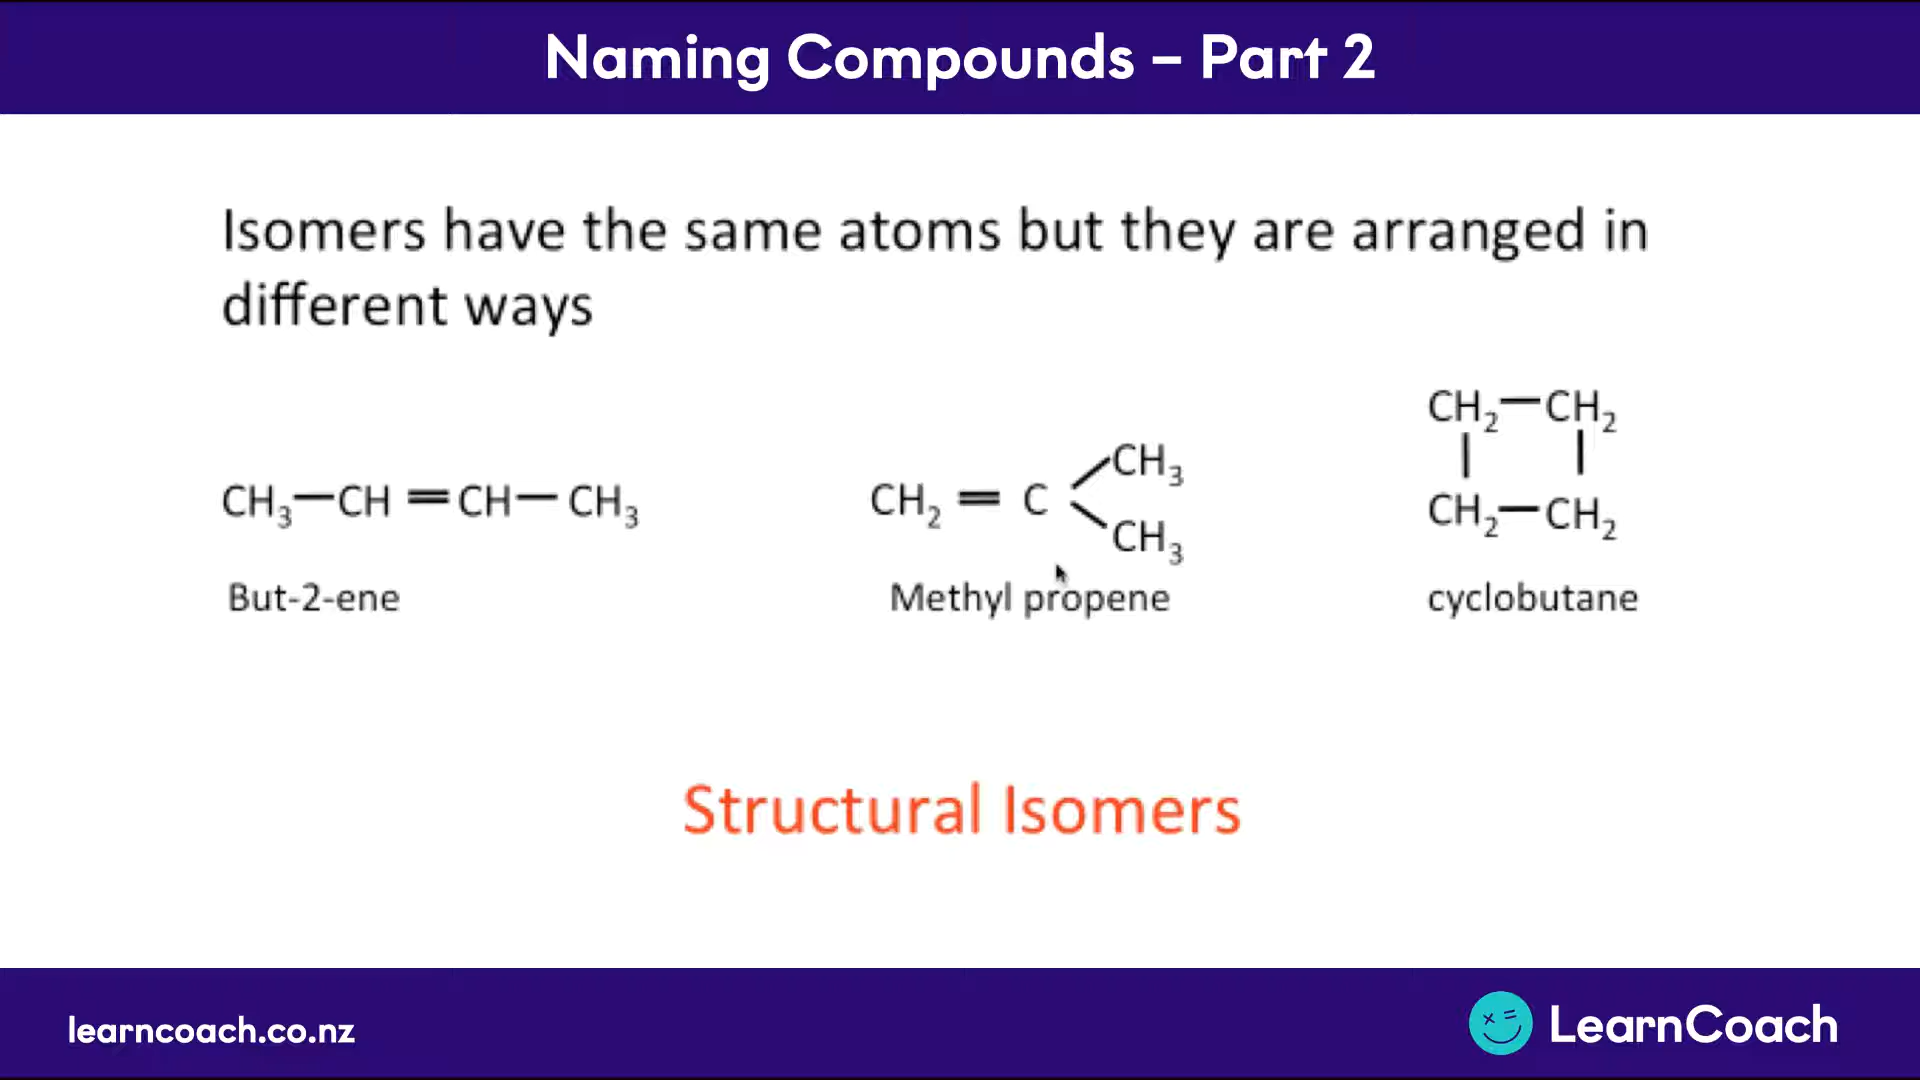 Naming Compounds – Part 2
Isomers have the same atoms but they are arranged in
different ways
CH₃—CH=CH—CH₃
But-2-ene
CH₂=C
CH₃
CH₃
Methyl propene
CH₂—CH₂
CH₂—CH₂
cyclobutane
Structural Isomers
learncoach.co.nz
LearnCoach